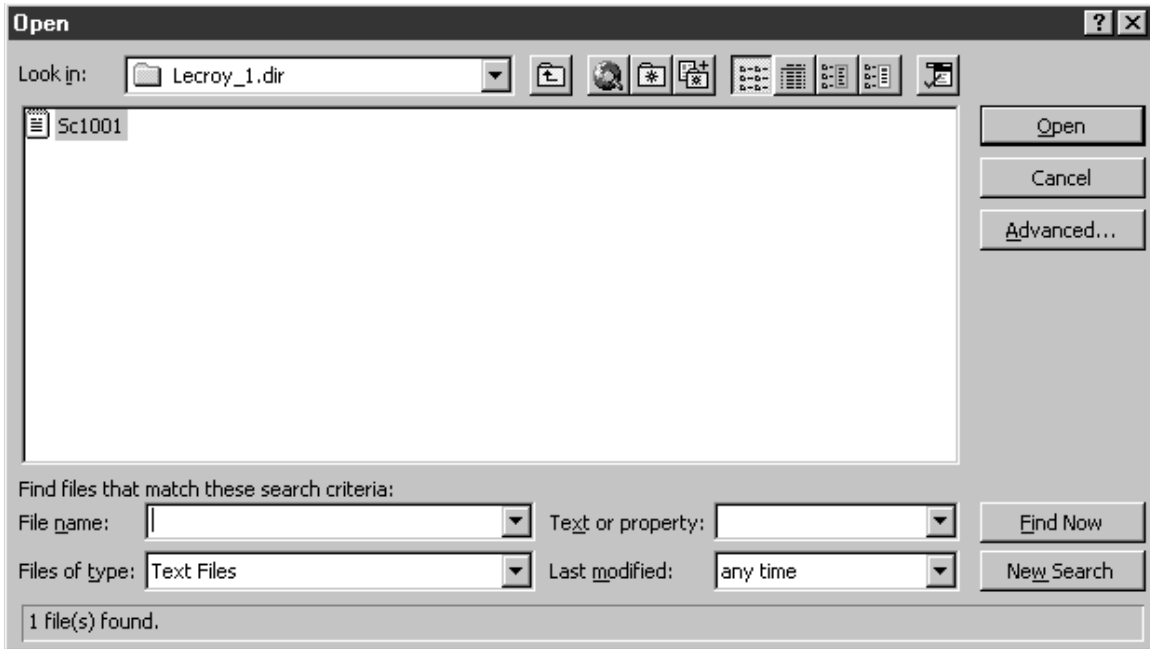 Open
Look in: Lecroy_1.dir
Sc1001
Open
Cancel
Advanced...
Find files that match these search criteria:
File name: Text or property: Find Now
Files of type: Text Files Last modified: any time New Search
1 file(s) found.